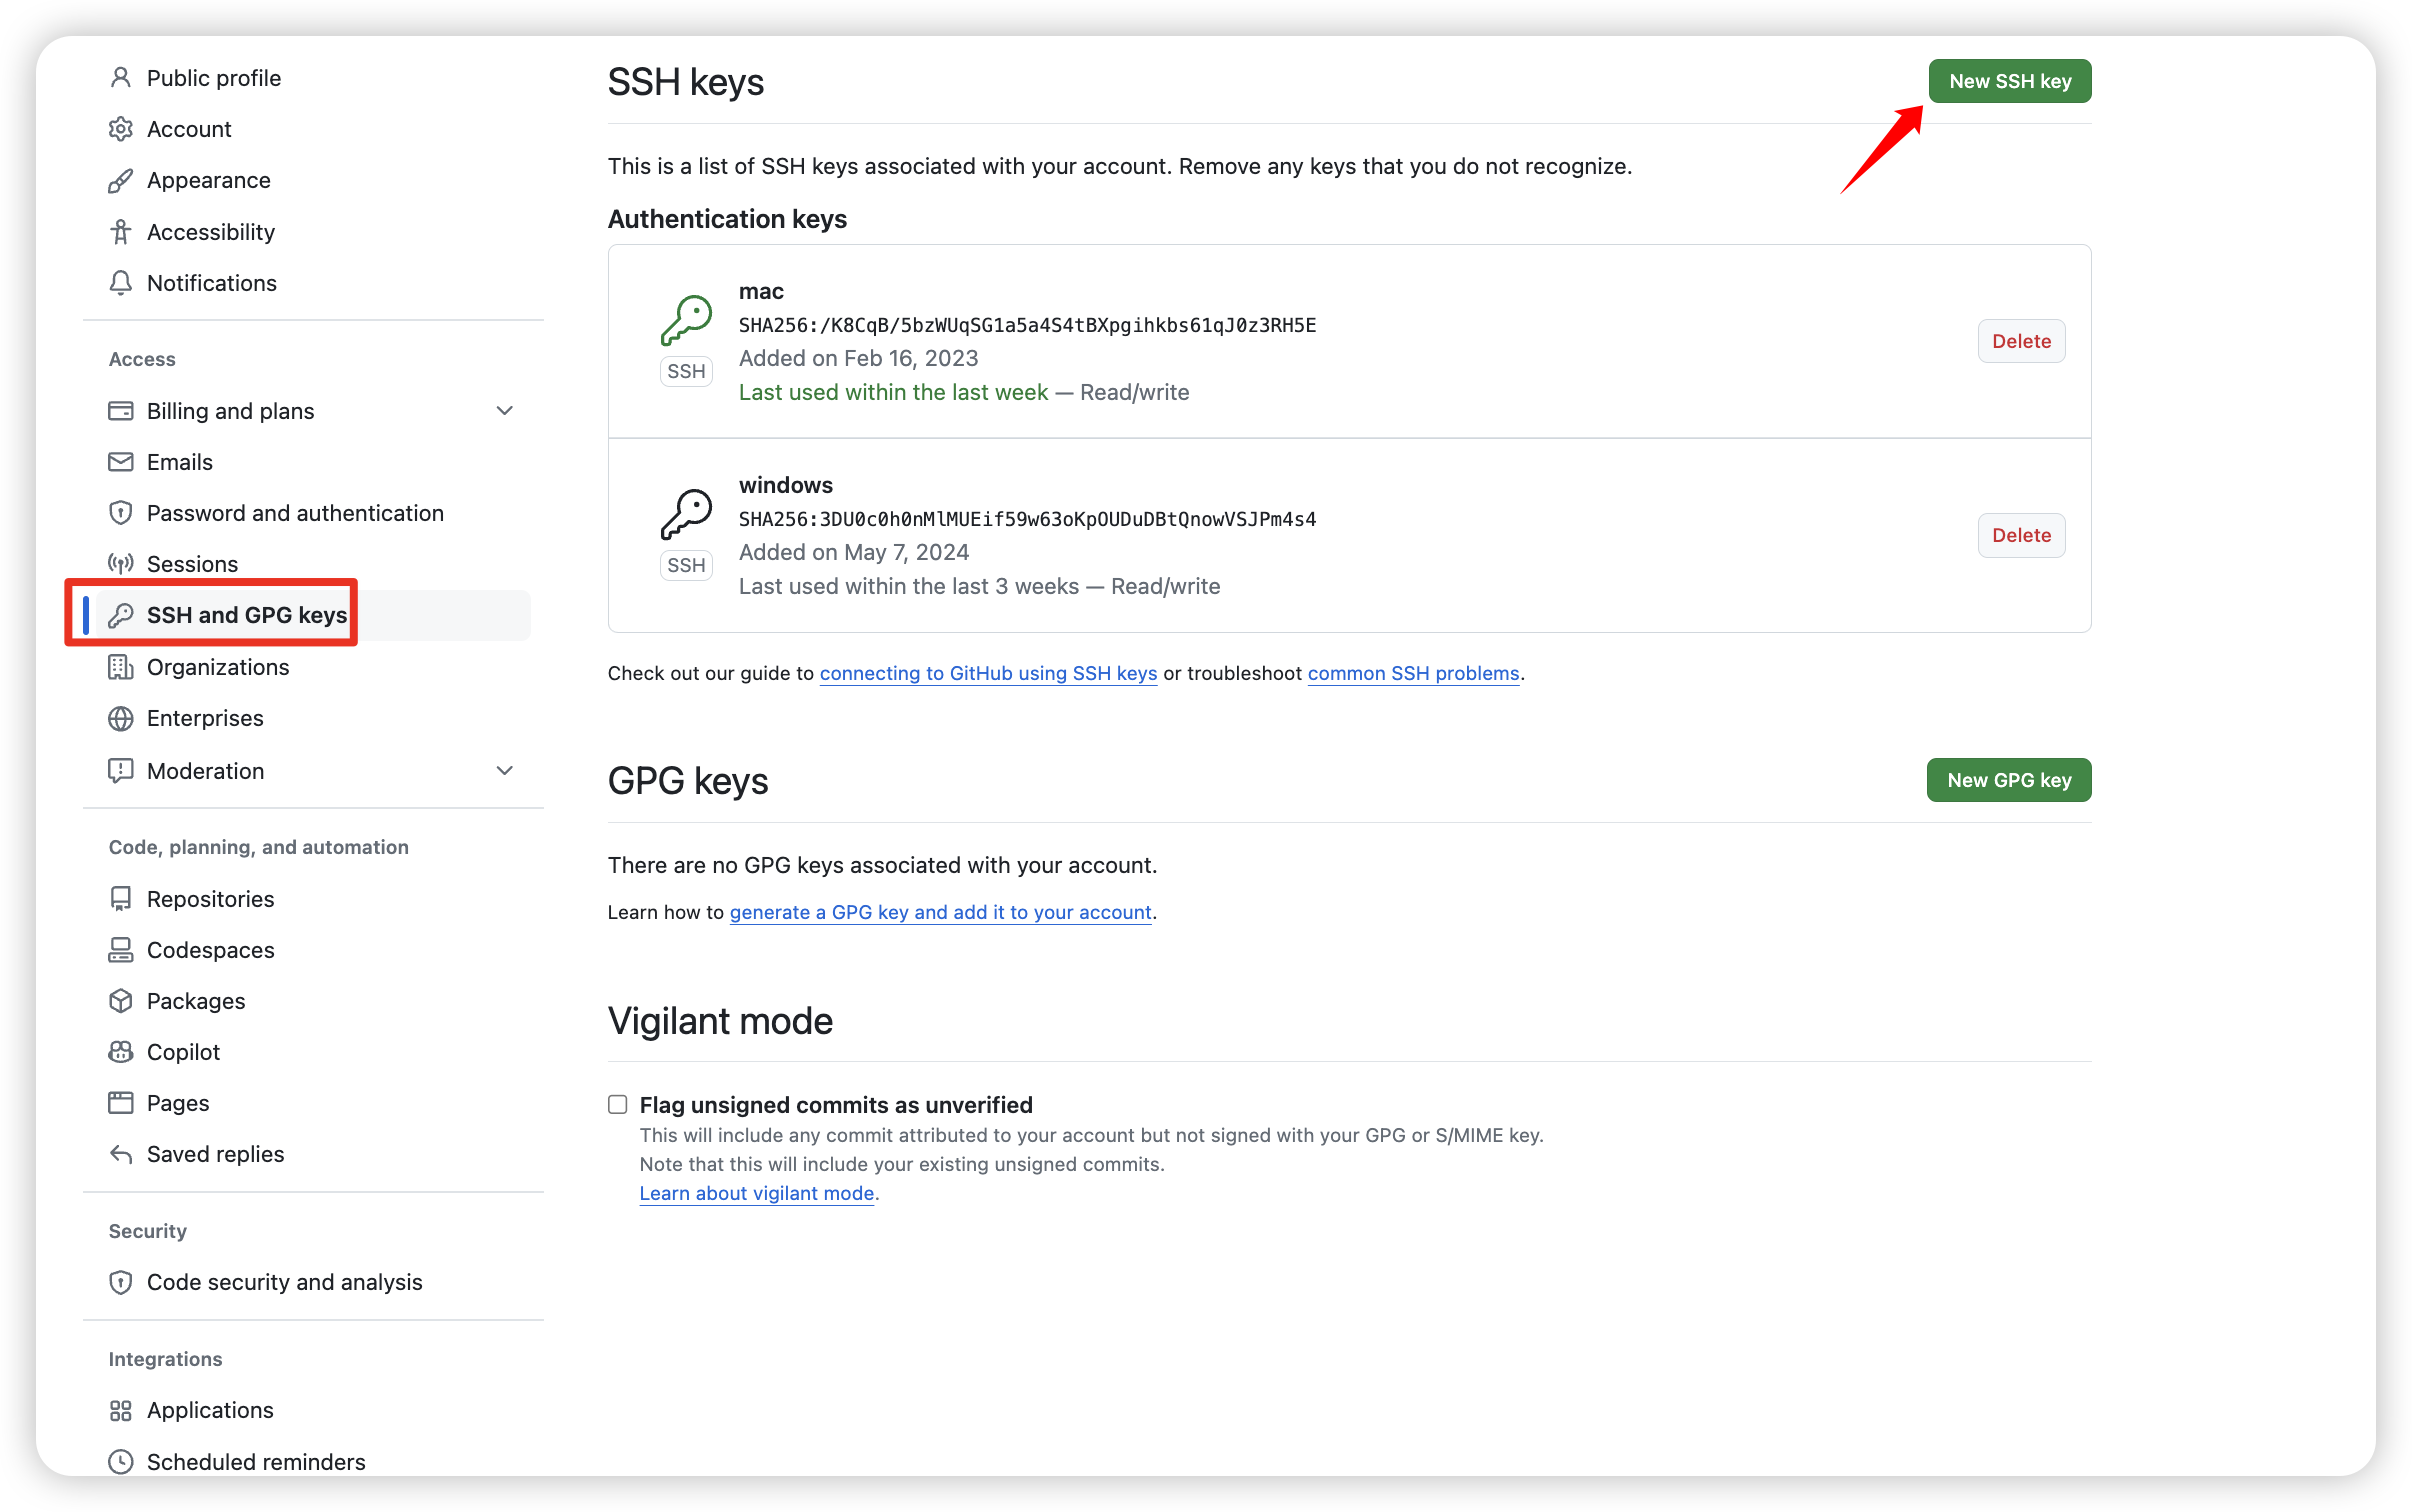 Public profile
Account
Appearance
Accessibility
Notifications
Access
Billing and plans
Emails
Password and authentication
Sessions
SSH and GPG keys
Organizations
Enterprises
Moderation
Code, planning, and automation
Repositories
Codespaces
Packages
Copilot
Pages
Saved replies
Security
Code security and analysis
Integrations
Applications
Scheduled reminders
SSH keys
New SSH key
This is a list of SSH keys associated with your account. Remove any keys that you do not recognize.
Authentication keys
SSH
mac
SHA256:/K8CqB/5bzWUqSG1a5a4S4tBXpgihkbs61qJ0z3RH5E
Added on Feb 16, 2023
Last used within the last week — Read/write
Delete
SSH
windows
SHA256:3DU0c0h0nMlMUEif59w63oKpOUDuDBtQnowVSJPm4s4
Added on May 7, 2024
Last used within the last 3 weeks — Read/write
Delete
Check out our guide to connecting to GitHub using SSH keys or troubleshoot common SSH problems.
GPG keys
New GPG key
There are no GPG keys associated with your account.
Learn how to generate a GPG key and add it to your account.
Vigilant mode
Flag unsigned commits as unverified
This will include any commit attributed to your account but not signed with your GPG or S/MIME key.
Note that this will include your existing unsigned commits.
Learn about vigilant mode.